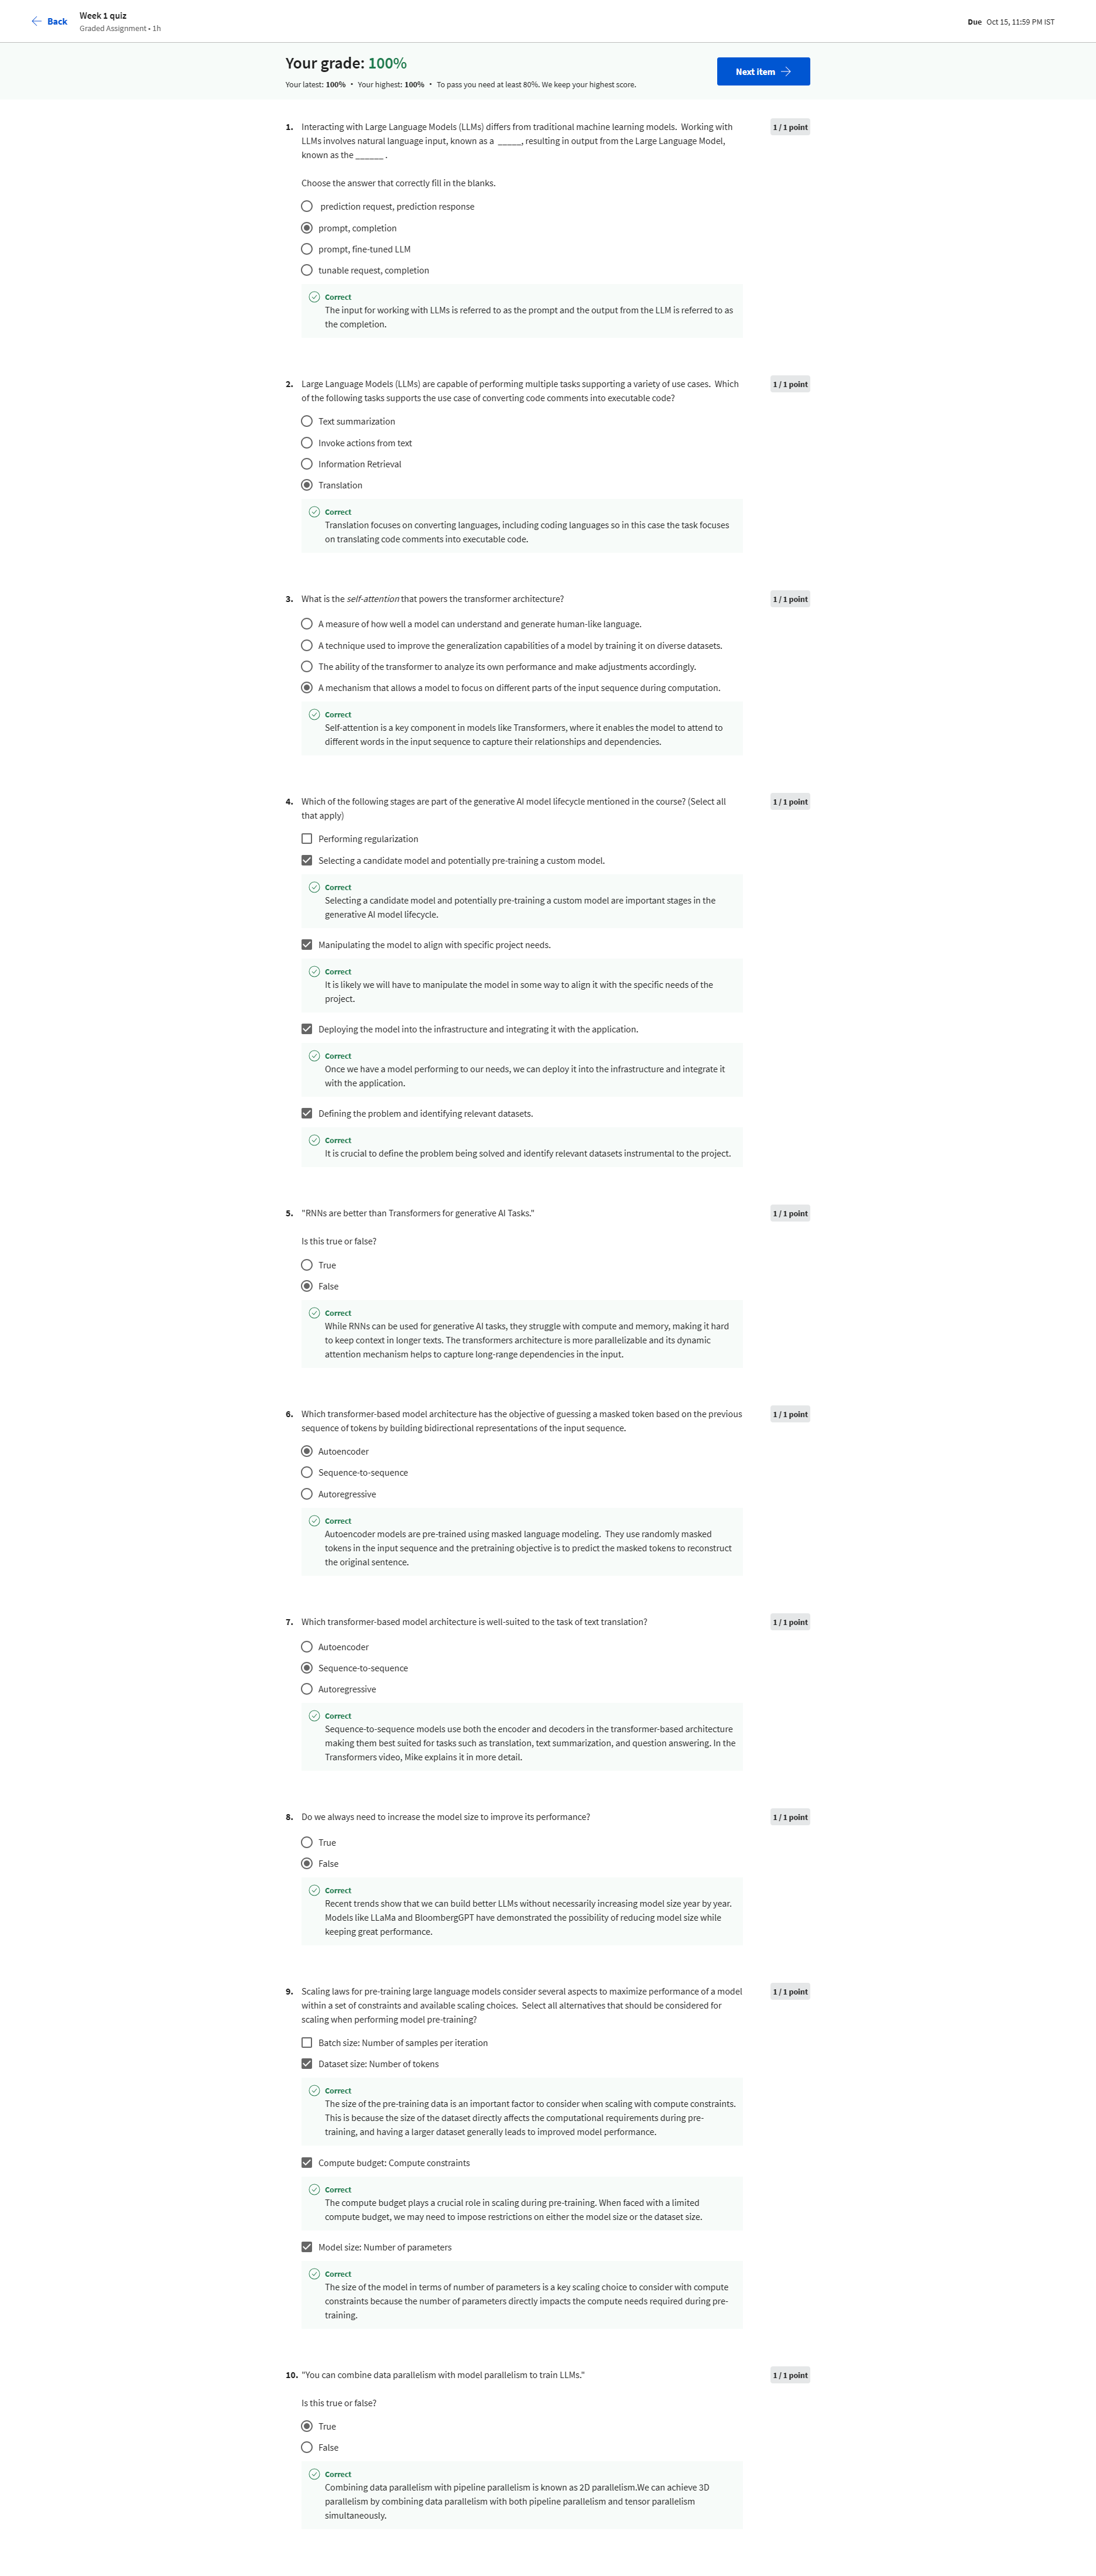 Back
Week 1 quiz
Graded Assignment • 1h
Due Oct 15, 11:59 PM IST
Your grade: 100%
Your latest: 100% • Your highest: 100% • To pass you need at least 80%. We keep your highest score.
Next item
1. Interacting with Large Language Models (LLMs) differs from traditional machine learning models. Working with
1 / 1 point
LLMs involves natural language input, known as a _____, resulting in output from the Large Language Model,
known as the ______ .
Choose the answer that correctly fill in the blanks.
prediction request, prediction response
prompt, completion
prompt, fine-tuned LLM
tunable request, completion
Correct
The input for working with LLMs is referred to as the prompt and the output from the LLM is referred to as
the completion.
2. Large Language Models (LLMs) are capable of performing multiple tasks supporting a variety of use cases. Which
1 / 1 point
of the following tasks supports the use case of converting code comments into executable code?
Text summarization
Invoke actions from text
Information Retrieval
Translation
Correct
Translation focuses on converting languages, including coding languages so in this case the task focuses
on translating code comments into executable code.
3. What is the self-attention that powers the transformer architecture?
1 / 1 point
A measure of how well a model can understand and generate human-like language.
A technique used to improve the generalization capabilities of a model by training it on diverse datasets.
The ability of the transformer to analyze its own performance and make adjustments accordingly.
A mechanism that allows a model to focus on different parts of the input sequence during computation.
Correct
Self-attention is a key component in models like Transformers, where it enables the model to attend to
different words in the input sequence to capture their relationships and dependencies.
4. Which of the following stages are part of the generative AI model lifecycle mentioned in the course? (Select all
1 / 1 point
that apply)
Performing regularization
Selecting a candidate model and potentially pre-training a custom model.
Correct
Selecting a candidate model and potentially pre-training a custom model are important stages in the
generative AI model lifecycle.
Manipulating the model to align with specific project needs.
Correct
It is likely we will have to manipulate the model in some way to align it with the specific needs of the
project.
Deploying the model into the infrastructure and integrating it with the application.
Correct
Once we have a model performing to our needs, we can deploy it into the infrastructure and integrate it
with the application.
Defining the problem and identifying relevant datasets.
Correct
It is crucial to define the problem being solved and identify relevant datasets instrumental to the project.
5. "RNNs are better than Transformers for generative AI Tasks."
1 / 1 point
Is this true or false?
True
False
Correct
While RNNs can be used for generative AI tasks, they struggle with compute and memory, making it hard
to keep context in longer texts. The transformers architecture is more parallelizable and its dynamic
attention mechanism helps to capture long-range dependencies in the input.
6. Which transformer-based model architecture has the objective of guessing a masked token based on the previous
1 / 1 point
sequence of tokens by building bidirectional representations of the input sequence.
Autoencoder
Sequence-to-sequence
Autoregressive
Correct
Autoencoder models are pre-trained using masked language modeling. They use randomly masked
tokens in the input sequence and the pretraining objective is to predict the masked tokens to reconstruct
the original sentence.
7. Which transformer-based model architecture is well-suited to the task of text translation?
1 / 1 point
Autoencoder
Sequence-to-sequence
Autoregressive
Correct
Sequence-to-sequence models use both the encoder and decoders in the transformer-based architecture
making them best suited for tasks such as translation, text summarization, and question answering. In the
Transformers video, Mike explains it in more detail.
8. Do we always need to increase the model size to improve its performance?
1 / 1 point
True
False
Correct
Recent trends show that we can build better LLMs without necessarily increasing model size year by year.
Models like LLaMa and BloombergGPT have demonstrated the possibility of reducing model size while
keeping great performance.
9. Scaling laws for pre-training large language models consider several aspects to maximize performance of a model
1 / 1 point
within a set of constraints and available scaling choices. Select all alternatives that should be considered for
scaling when performing model pre-training?
Batch size: Number of samples per iteration
Dataset size: Number of tokens
Correct
The size of the pre-training data is an important factor to consider when scaling with compute constraints.
This is because the size of the dataset directly affects the computational requirements during pre-
training, and having a larger dataset generally leads to improved model performance.
Compute budget: Compute constraints
Correct
The compute budget plays a crucial role in scaling during pre-training. When faced with a limited
compute budget, we may need to impose restrictions on either the model size or the dataset size.
Model size: Number of parameters
Correct
The size of the model in terms of number of parameters is a key scaling choice to consider with compute
constraints because the number of parameters directly impacts the compute needs required during pre-
training.
10. "You can combine data parallelism with model parallelism to train LLMs."
1 / 1 point
Is this true or false?
True
False
Correct
Combining data parallelism with pipeline parallelism is known as 2D parallelism.We can achieve 3D
parallelism by combining data parallelism with both pipeline parallelism and tensor parallelism
simultaneously.